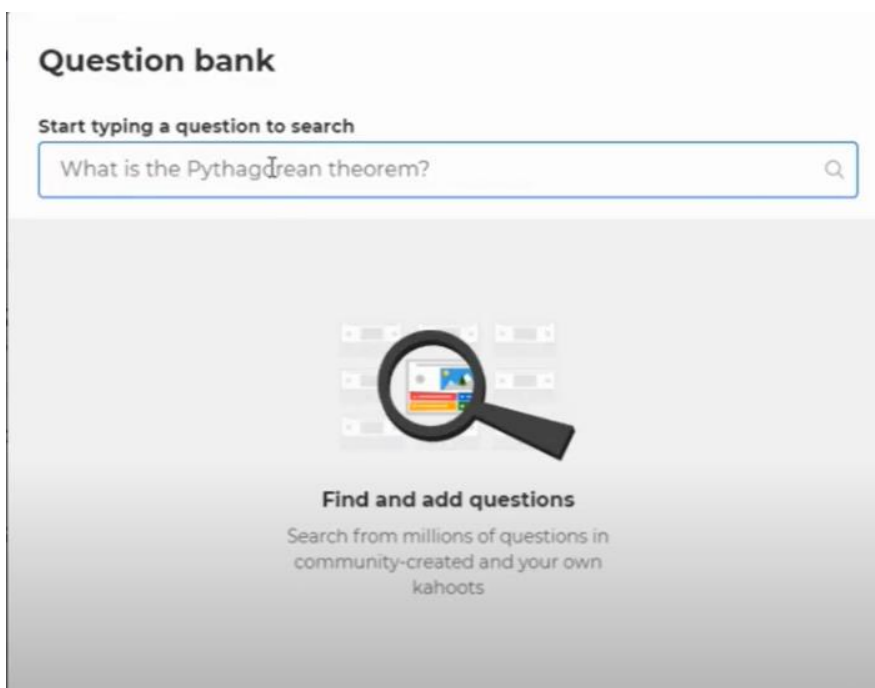 Question bank
Start typing a question to search
What is the Pythagorean theorem?
Find and add questions
Search from millions of questions in
community-created and your own
kahoots